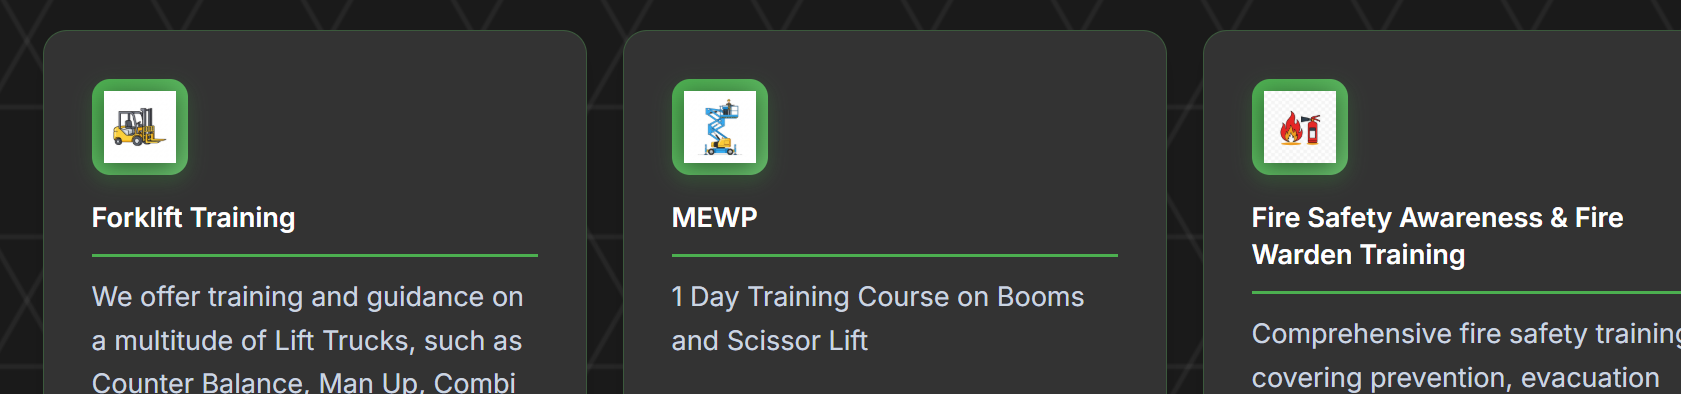 Forklift Training
We offer training and guidance on
a multitude of Lift Trucks, such as
Counter Balance, Man Up, Combi
MEWP
1 Day Training Course on Booms
and Scissor Lift
Fire Safety Awareness & Fire
Warden Training
Comprehensive fire safety training
covering prevention, evacuation